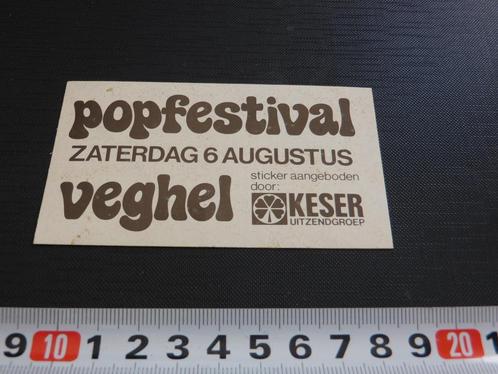 popfestival
ZATERDAG 6 AUGUSTUS
veghel
sticker aangeboden
door:
KESER
UITZENDGROEP
9 10 1 2 3 4 5 6 7 8 9 20 1